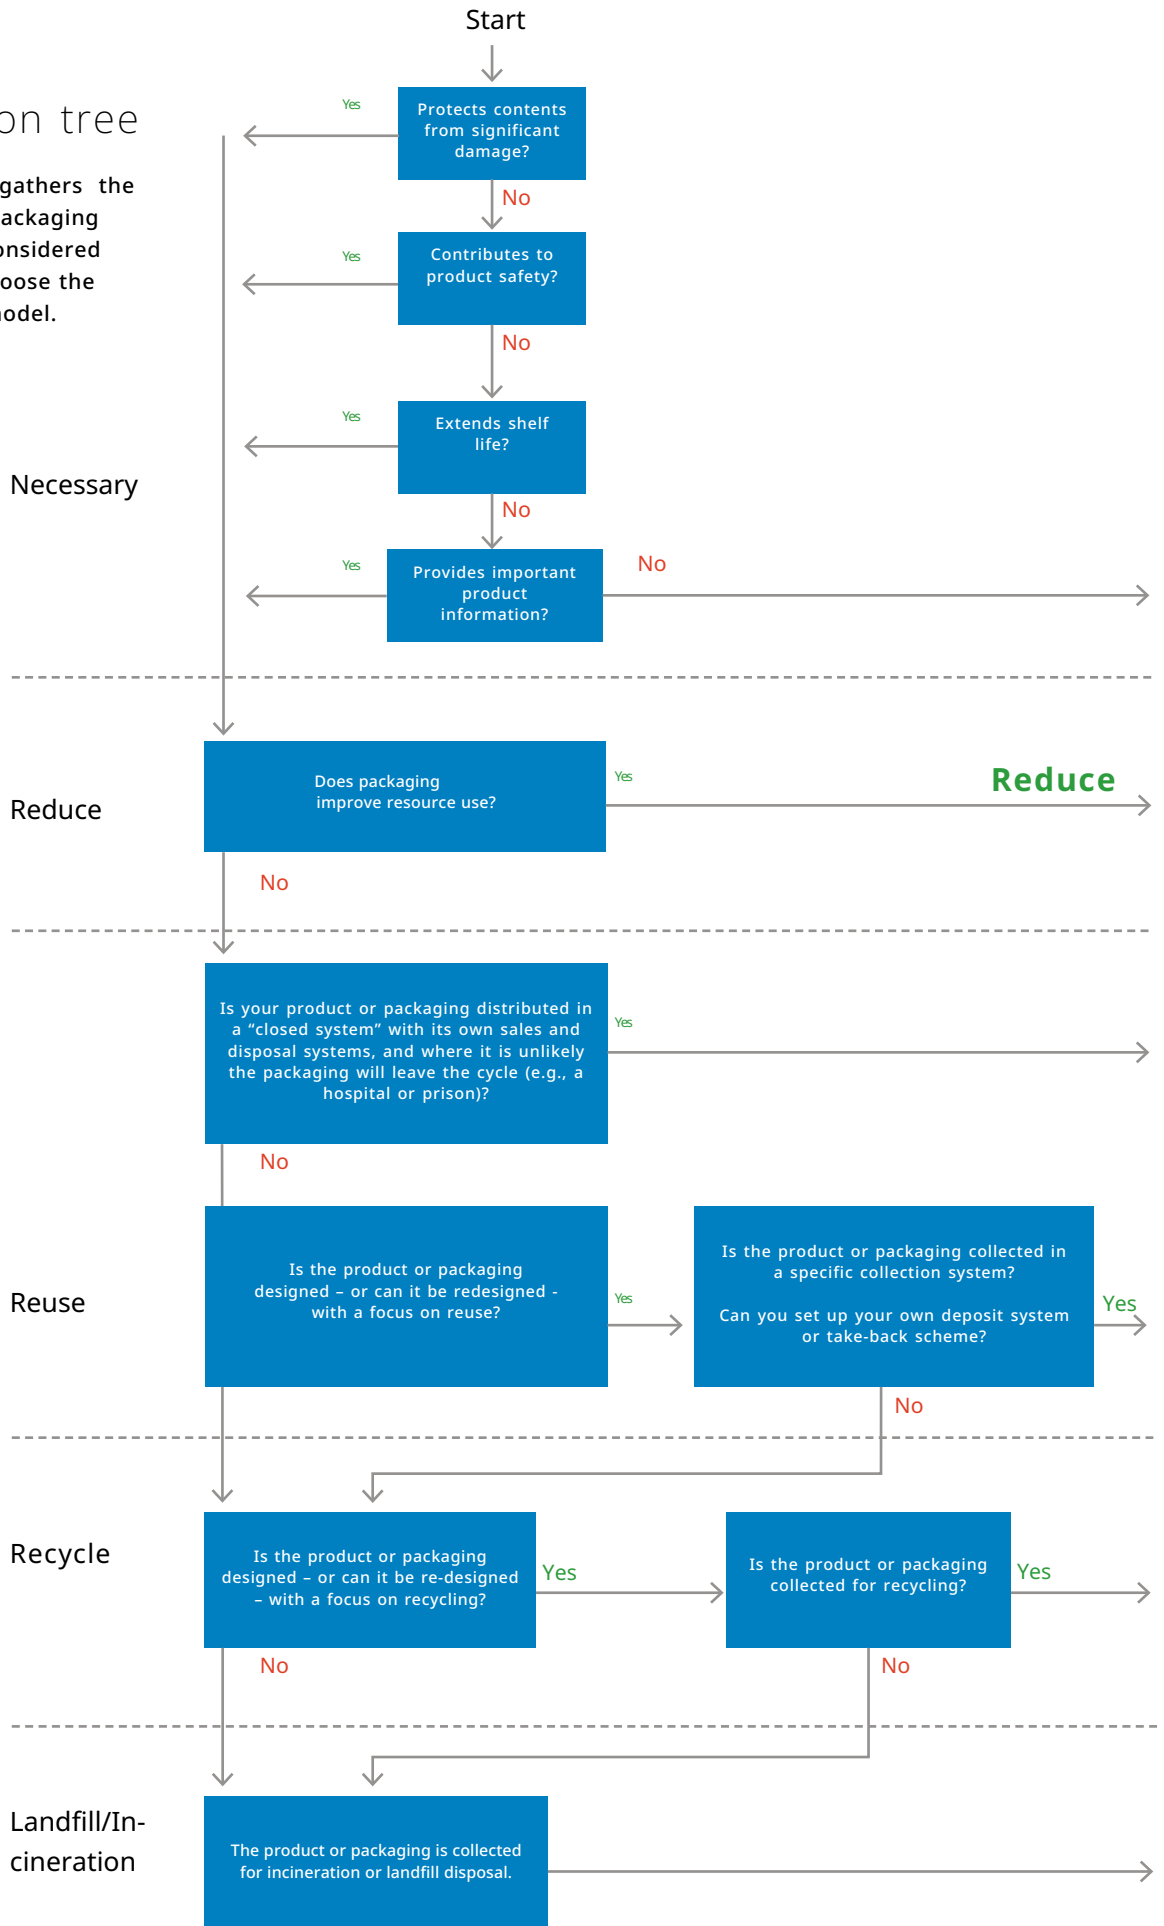 Start
on tree
gathers the
ackaging
onsidered
oose the
nodel.
Yes
Protects contents
from significant
damage?
No
Yes
Contributes to
product safety?
No
Yes
Extends shelf
life?
Necessary
No
Yes
Provides important
product
information?
No
Reduce
Does packaging
improve resource use?
Yes
Reduce
No
Is your product or packaging distributed in
a “closed system” with its own sales and
disposal systems, and where it is unlikely
the packaging will leave the cycle (e.g., a
hospital or prison)?
Yes
No
Reuse
Is the product or packaging
designed – or can it be redesigned -
with a focus on reuse?
Yes
Is the product or packaging collected in
a specific collection system?
Can you set up your own deposit system
or take-back scheme?
Yes
No
Recycle
Is the product or packaging
designed – or can it be re-designed
– with a focus on recycling?
Yes
Is the product or packaging
collected for recycling?
Yes
No
No
Landfill/In-
cineration
The product or packaging is collected
for incineration or landfill disposal.